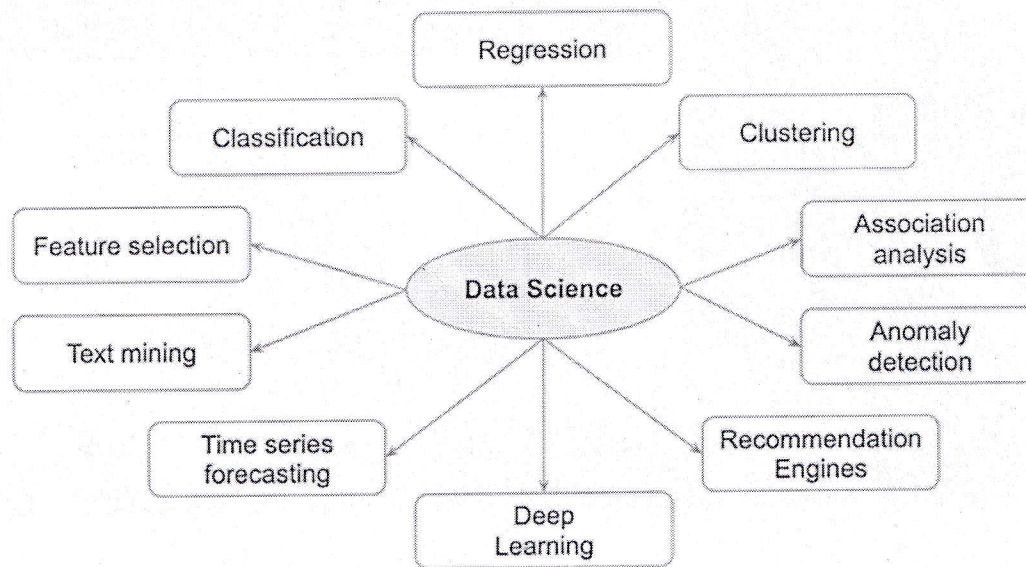 Regression
Classification
Clustering
Feature selection
Association
analysis
Data Science
Text mining
Anomaly
detection
Time series
forecasting
Recommendation
Engines
Deep
Learning